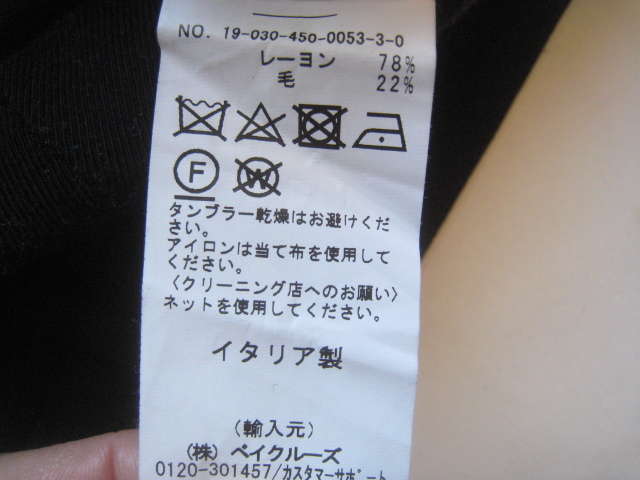 NO. 19-030-450-0053-3-0
レーヨン 78%
毛 22%
F
W
タンブラー乾燥はお避けくだ
さい。
アイロンは当て布を使用して
ください。
〈クリーニング店へのお願い〉
ネットを使用してください。
イタリア製
(輸入元)
(株) ベイクルーズ
0120-301457/カスタマーサポート